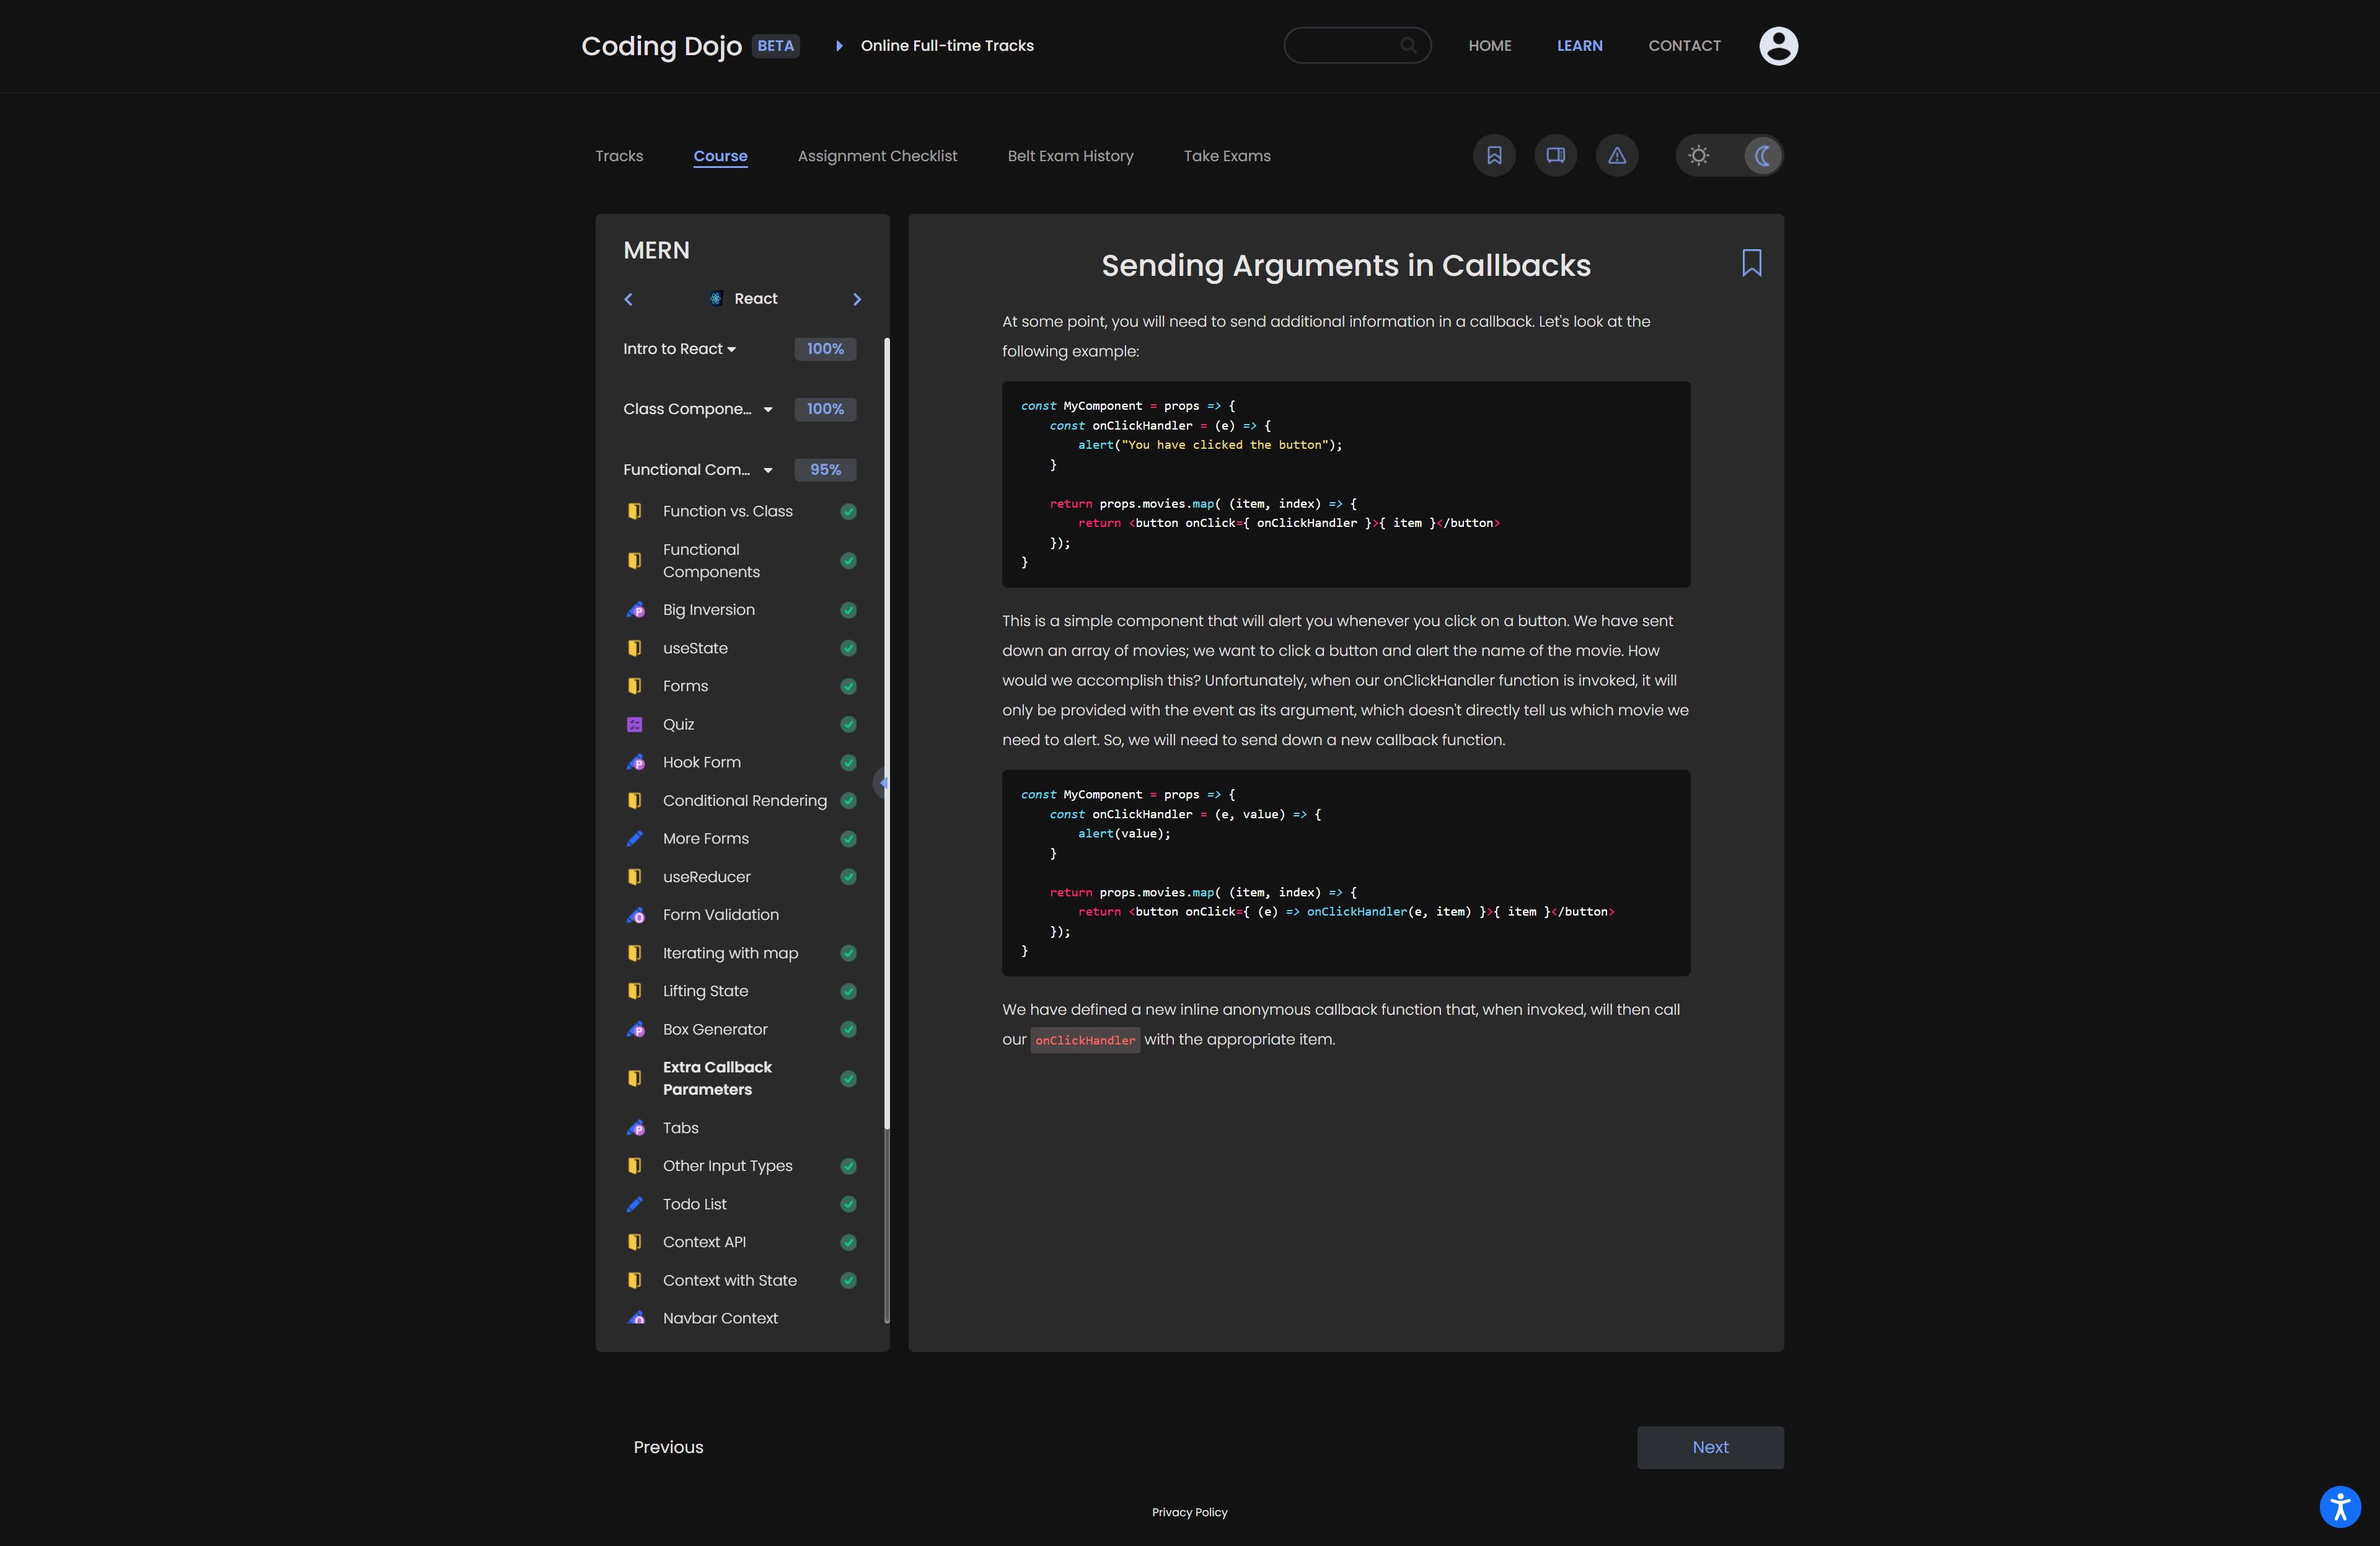 Coding Dojo BETA Online Full-time Tracks HOME LEARN CONTACT
Tracks Course Assignment Checklist Belt Exam History Take Exams
MERN
React
Intro to React 100%
Class Compone... 100%
Functional Com... 95%
Function vs. Class
Functional
Components
Big Inversion
useState
Forms
Quiz
Hook Form
Conditional Rendering
More Forms
useReducer
Form Validation
Iterating with map
Lifting State
Box Generator
Extra Callback
Parameters
Tabs
Other Input Types
Todo List
Context API
Context with State
Navbar Context
Sending Arguments in Callbacks
At some point, you will need to send additional information in a callback. Let's look at the
following example:
const MyComponent = props => {
    const onClickHandler = (e) => {
        alert("You have clicked the button");
    }
    return props.movies.map( (item, index) => {
        return <button onClick={ onClickHandler }>{ item }</button>
    });
}
This is a simple component that will alert you whenever you click on a button. We have sent
down an array of movies; we want to click a button and alert the name of the movie. How
would we accomplish this? Unfortunately, when our onClickHandler function is invoked, it will
only be provided with the event as its argument, which doesn't directly tell us which movie we
need to alert. So, we will need to send down a new callback function.
const MyComponent = props => {
    const onClickHandler = (e, value) => {
        alert(value);
    }
    return props.movies.map( (item, index) => {
        return <button onClick={ (e) => onClickHandler(e, item) }>{ item }</button>
    });
}
We have defined a new inline anonymous callback function that, when invoked, will then call
our onClickHandler with the appropriate item.
Previous
Next
Privacy Policy